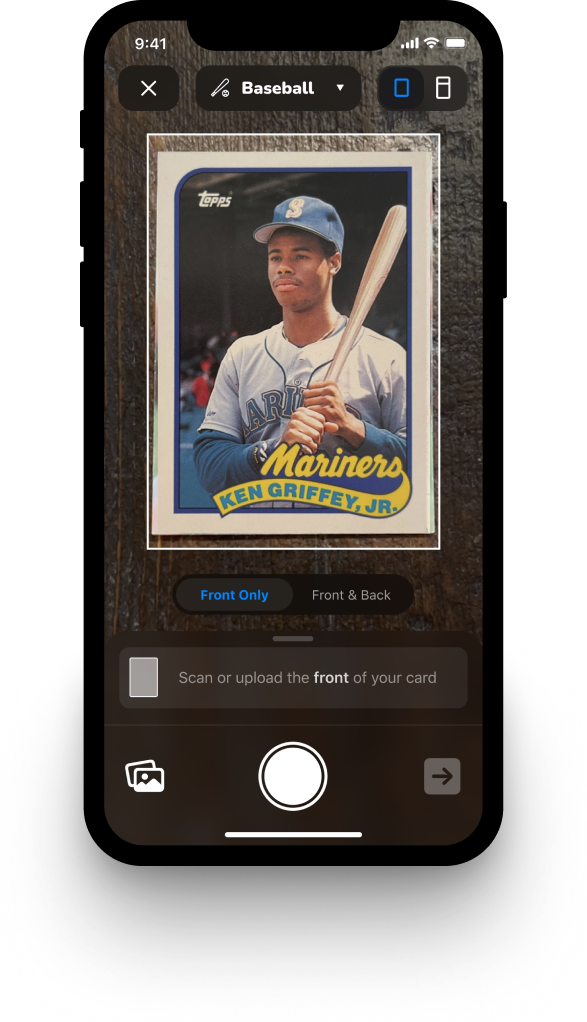 9:41
Baseball
Topps
S
MARIN
Mariners
KEN GRIFFEY, JR.
Front Only
Front & Back
Scan or upload the front of your card